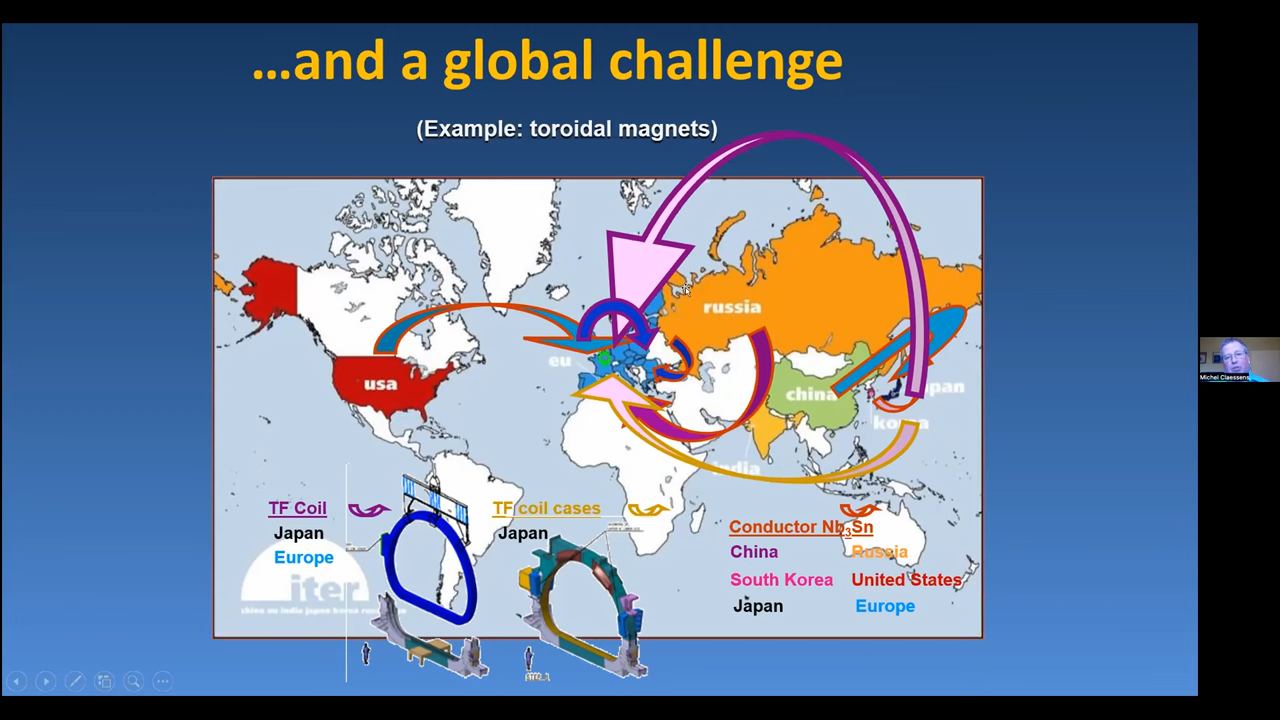 …and a global challenge
(Example: toroidal magnets)
russia
eu
usa
china
japan
korea
india
TF Coil
TF coil cases
Japan
Japan
Europe
Conductor Nb3Sn
China
Russia
South Korea
United States
Japan
Europe
iter
Michel Claessens